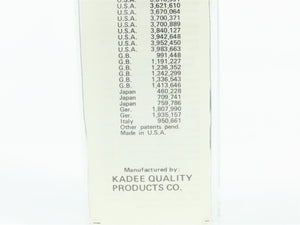 U.S.A. 3,621,610
U.S.A. 3,670,064
U.S.A. 3,700,371
U.S.A. 3,700,889
U.S.A. 3,840,127
U.S.A. 3,942,648
U.S.A. 3,952,450
U.S.A. 3,983,663
G.B. 991,448
G.B. 1,191,227
G.B. 1,236,352
G.B. 1,242,299
G.B. 1,336,543
G.B. 1,413,646
Japan 480,228
Japan 709,741
Japan 759,786
Ger. 1,807,990
Ger. 1,935,157
Italy 950,661
Other patents pend.
Made in U.S.A.
Manufactured by:
KADEE QUALITY
PRODUCTS CO.